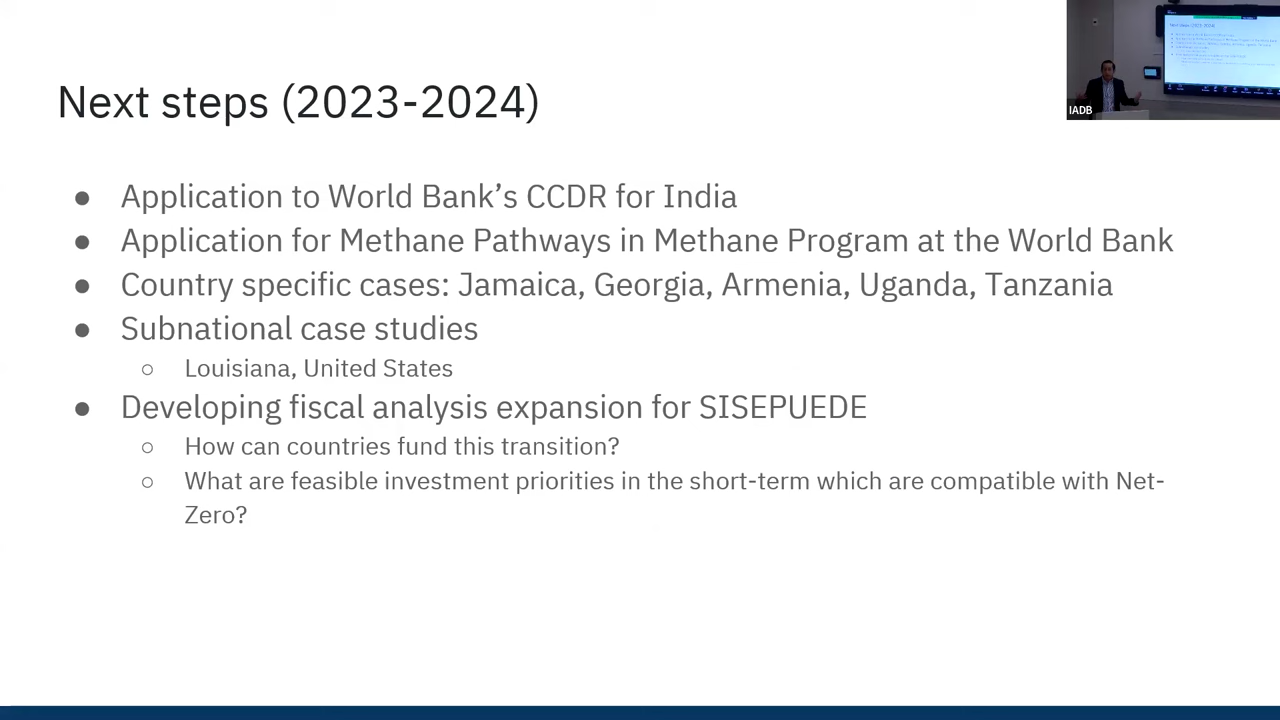 Next steps (2023-2024)
IADB
● Application to World Bank’s CCDR for India
● Application for Methane Pathways in Methane Program at the World Bank
● Country specific cases: Jamaica, Georgia, Armenia, Uganda, Tanzania
● Subnational case studies
○ Louisiana, United States
● Developing fiscal analysis expansion for SISEPUEDE
○ How can countries fund this transition?
○ What are feasible investment priorities in the short-term which are compatible with Net-
Zero?